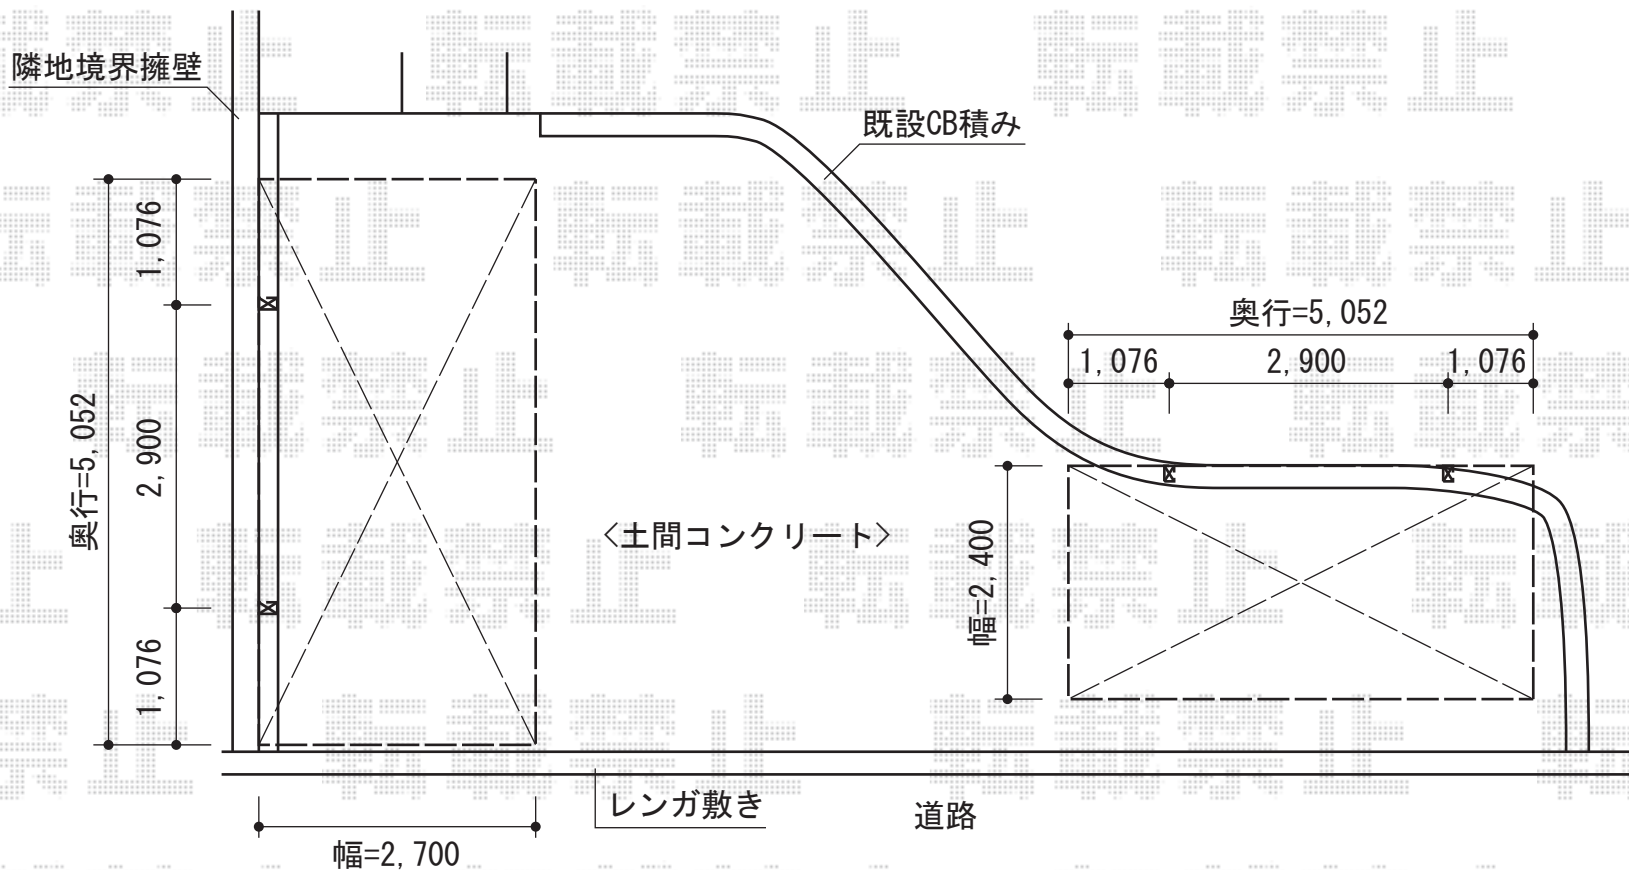 転載禁止
隣地境界擁壁
既設CB積み
1,076
2,900
1,076
奥行=5,052
奥行=5,052
1,076
2,900
1,076
幅=2,400
<土間コンクリート>
レンガ敷き
道路
幅=2,700